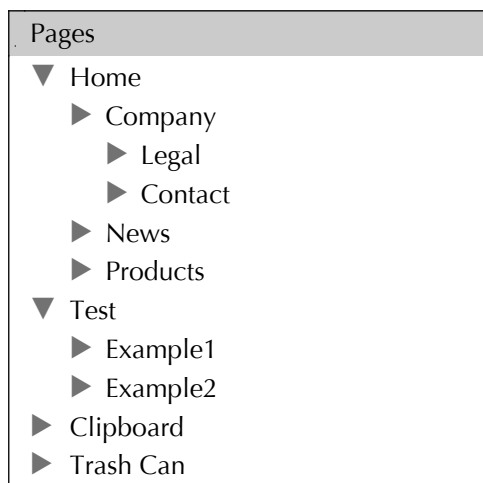 Pages
Home
Company
Legal
Contact
News
Products
Test
Example1
Example2
Clipboard
Trash Can